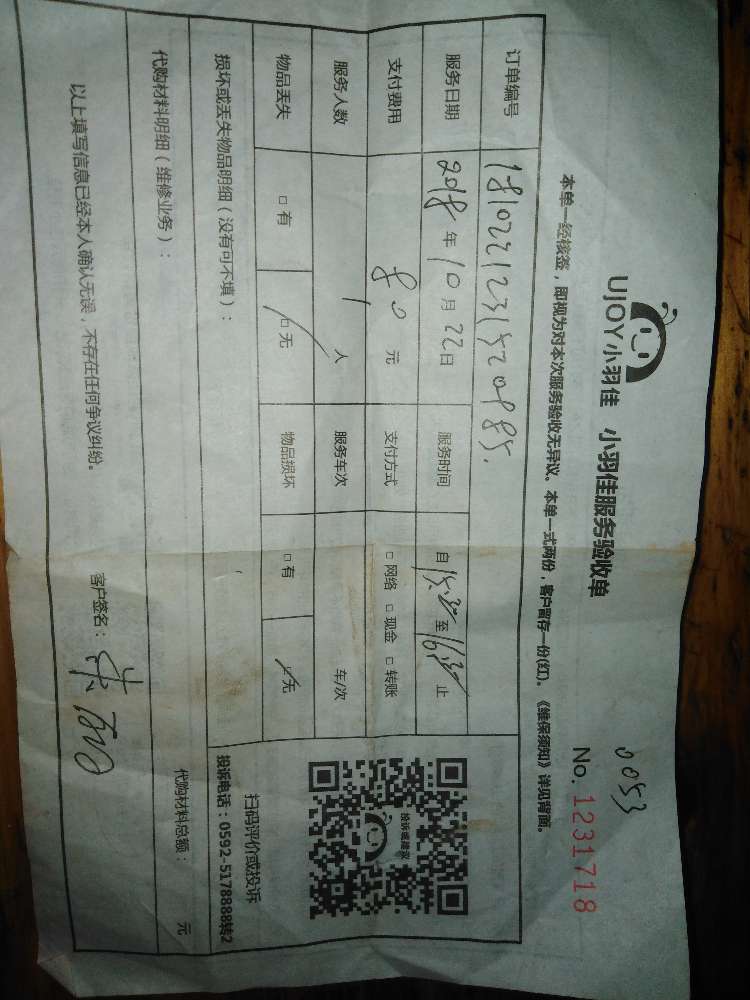 0053
UJOY小羽佳 小羽佳服务验收单
No. 1231718
本单一经核签，即视为对本次服务验收无异议。本单一式两份，客户留存一份(红)。《维保须知》详见背面。
订单编号
服务日期 2018 年 10 月 22 日 服务时间 自 15:30 至 16:30 止
支付费用 80 元 支付方式 □ 网络 □ 现金 □ 转账
服务人数 1 人 服务车次 车/次
物品丢失 □ 有 □ 无 物品损坏 □ 有 □ 无
损坏或丢失物品明细（没有可不填）：
投诉或建议
扫码评价或投诉
投诉电话：0592-5178888转2
代购材料明细（维修业务）：
代购材料总额： 元
以上填写信息已经本人确认无误，不存在任何争议纠纷。
客户签名：